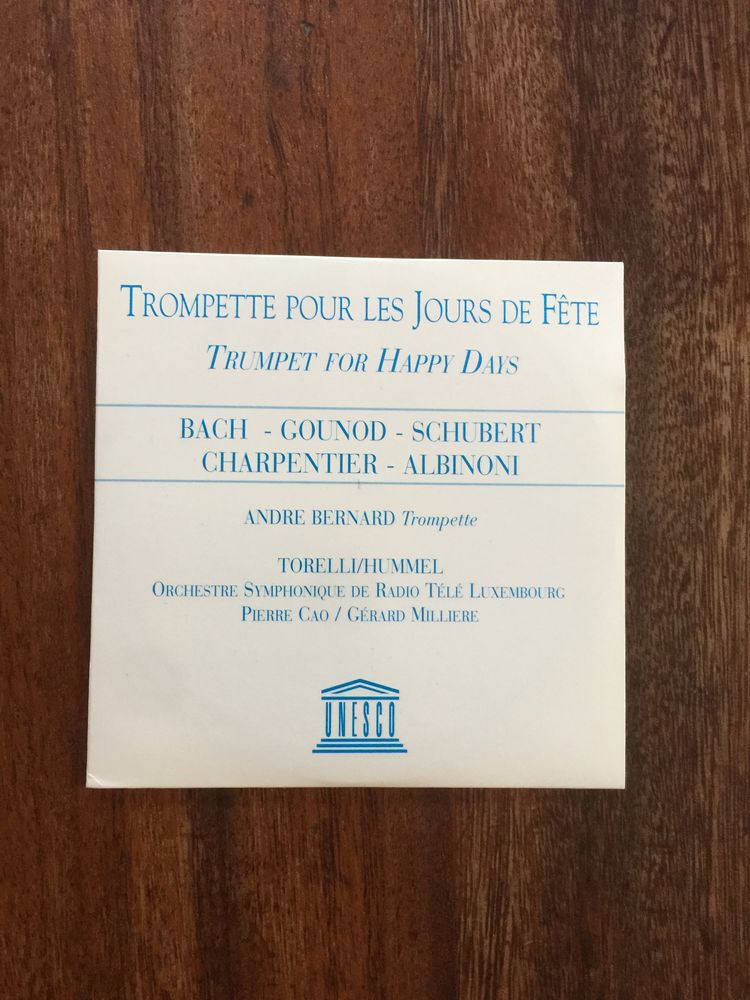 TROMPETTE POUR LES JOURS DE FÊTE
TRUMPET FOR HAPPY DAYS
BACH - GOUNOD - SCHUBERT
CHARPENTIER - ALBINONI
ANDRE BERNARD Trompette
TORELLI/HUMMEL
ORCHESTRE SYMPHONIQUE DE RADIO TÉLÉ LUXEMBOURG
PIERRE CAO / GÉRARD MILLIERE
UNESCO